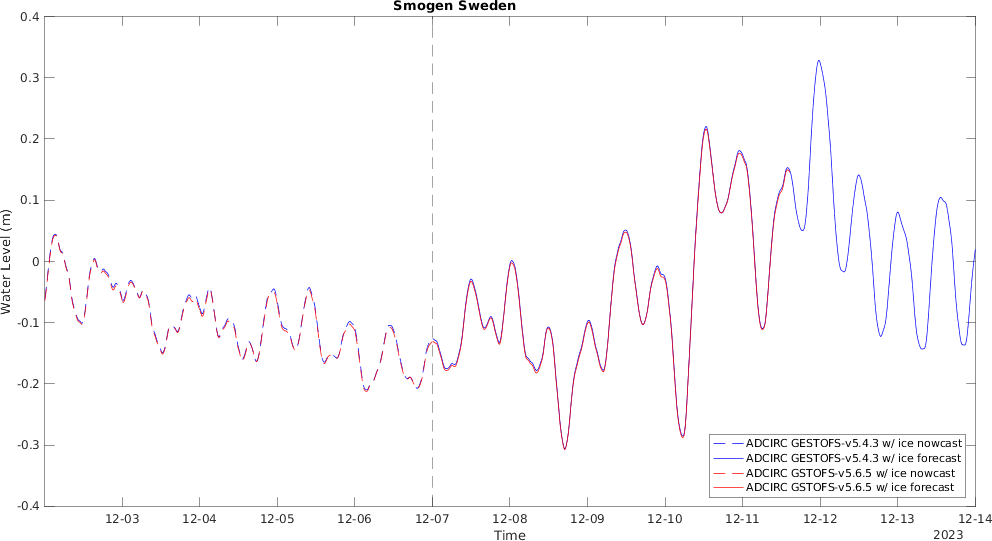 Smogen Sweden
0.4
0.3
0.2
0.1
0
-0.1
-0.2
-0.3
-0.4
Water Level (m)
ADCIRC GESTOFS-v5.4.3 w/ ice nowcast
ADCIRC GESTOFS-v5.4.3 w/ ice forecast
ADCIRC GSTOFS-v5.6.5 w/ ice nowcast
ADCIRC GSTOFS-v5.6.5 w/ ice forecast
12-03 12-04 12-05 12-06 12-07 12-08 12-09 12-10 12-11 12-12 12-13 12-14
Time
2023